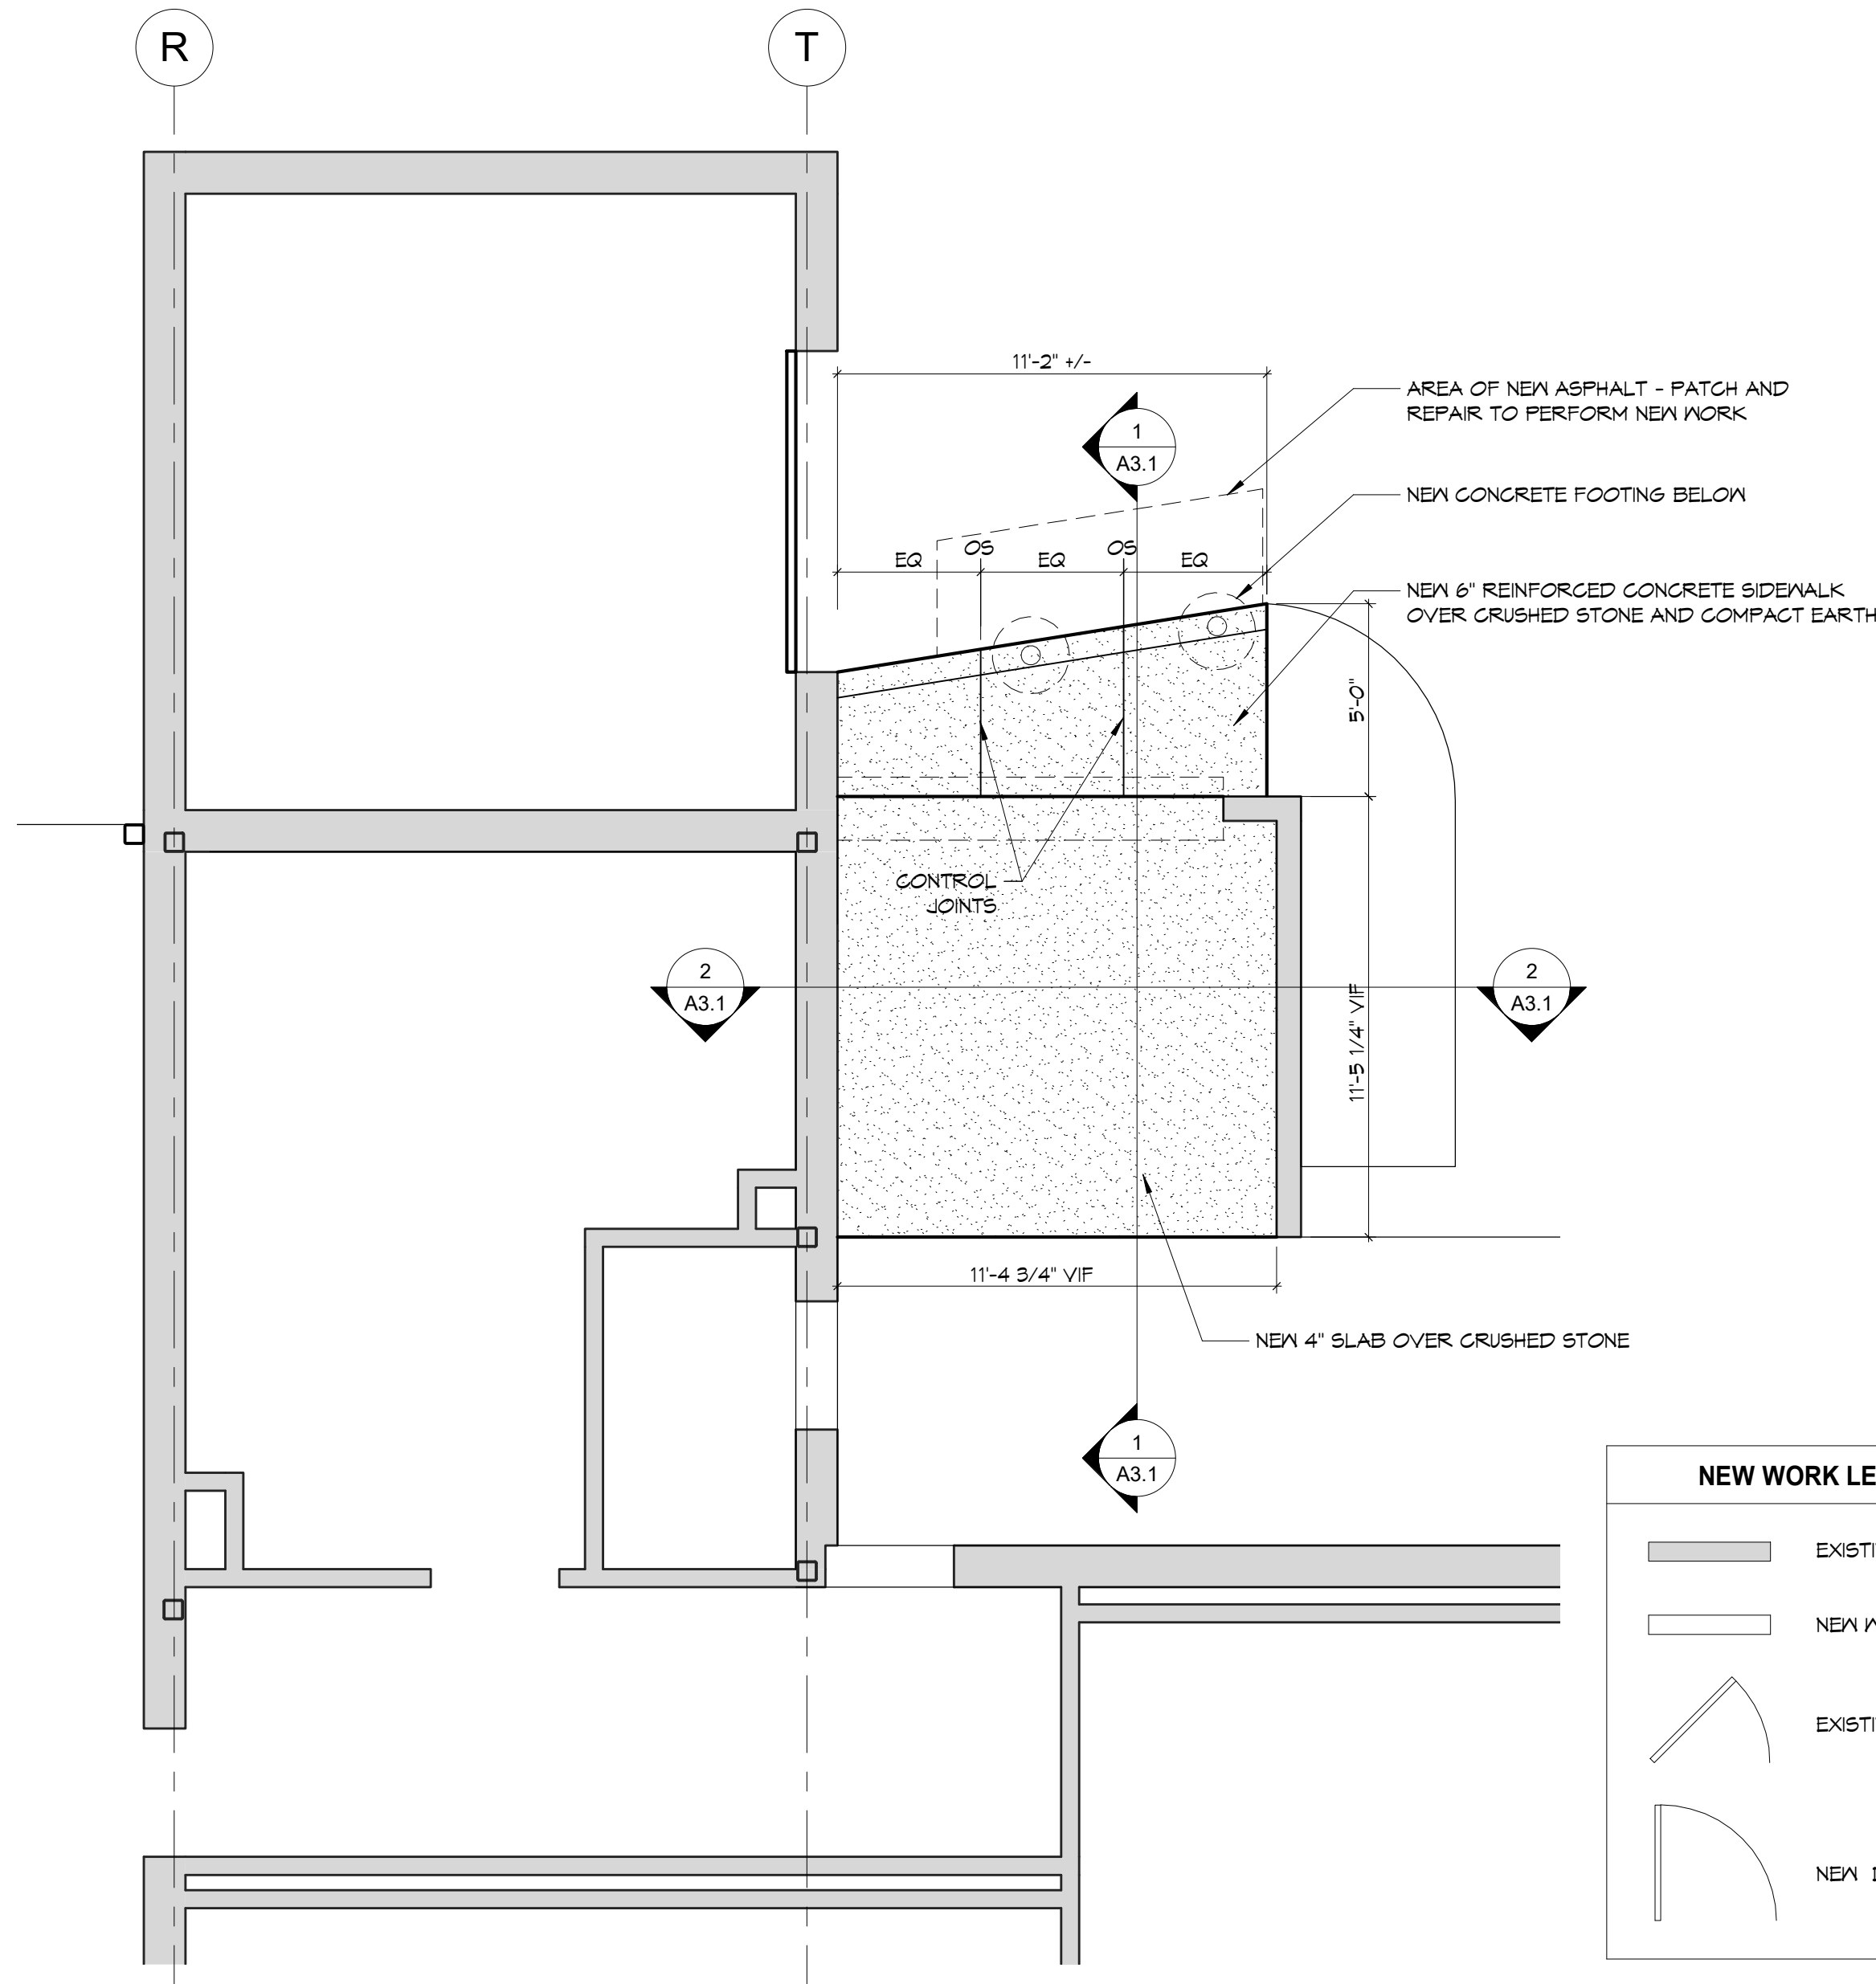 R
T
11'-2" +/-
AREA OF NEW ASPHALT - PATCH AND
REPAIR TO PERFORM NEW WORK
1
A3.1
NEW CONCRETE FOOTING BELOW
EQ
OS
EQ
OS
EQ
NEW 6" REINFORCED CONCRETE SIDEWALK
OVER CRUSHED STONE AND COMPACT EARTH
5'-0"
CONTROL
JOINTS
2
A3.1
2
A3.1
11'-5 1/4" VIF
11'-4 3/4" VIF
NEW 4" SLAB OVER CRUSHED STONE
1
A3.1
NEW WORK LE
EXISTI
NEW
EXISTI
NEW